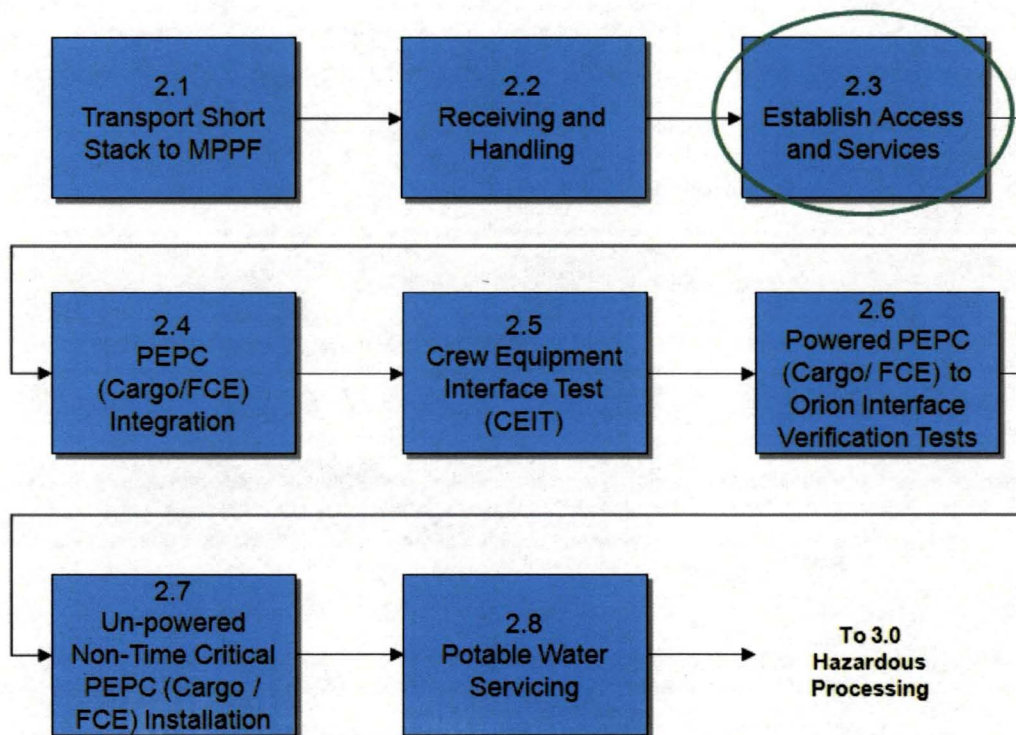 2.1
Transport Short
Stack to MPPF
2.2
Receiving and
Handling
2.3
Establish Access
and Services
2.4
PEPC
(Cargo/FCE)
Integration
2.5
Crew Equipment
Interface Test
(CEIT)
2.6
Powered PEPC
(Cargo/ FCE) to
Orion Interface
Verification Tests
2.7
Un-powered
Non-Time Critical
PEPC (Cargo /
FCE) Installation
2.8
Potable Water
Servicing
To 3.0
Hazardous
Processing